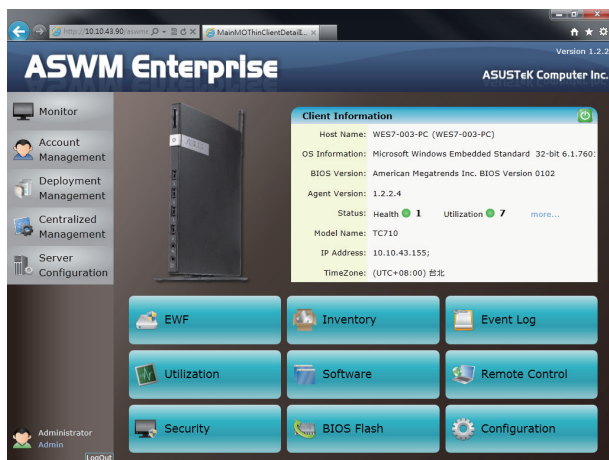 http://10.10.43.90/aswm
MainMOThinClientDetail...
Version 1.2.2
ASWM Enterprise
ASUSTeK Computer Inc.
Monitor
Account
Management
Deployment
Management
Centralized
Management
Server
Configuration
Administrator
Admin
LogOut
ASUS
Client Information
Host Name: WES7-003-PC (WES7-003-PC)
OS Information: Microsoft Windows Embedded Standard 32-bit 6.1.760
BIOS Version: American Megatrends Inc. BIOS Version 0102
Agent Version: 1.2.2.4
Status: Health 1 Utilization 7 more...
Model Name: TC710
IP Address: 10.10.43.155;
TimeZone: (UTC+08:00) 台北
EWF
Inventory
Event Log
Utilization
Software
Remote Control
Security
BIOS Flash
Configuration